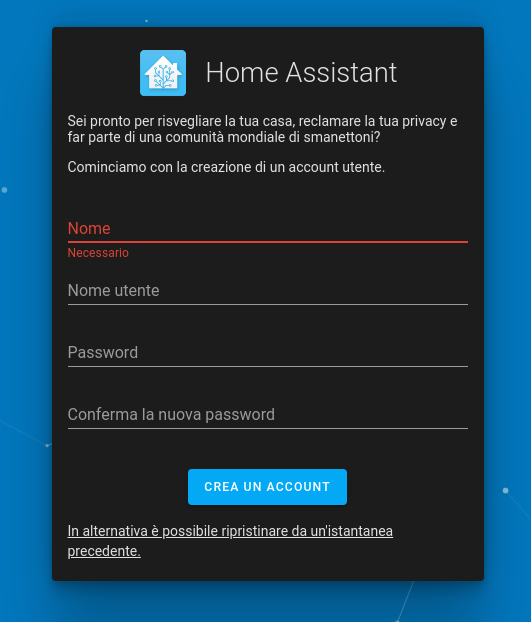 Home Assistant
Sei pronto per risvegliare la tua casa, reclamare la tua privacy e
far parte di una comunità mondiale di smanettoni?
Cominciamo con la creazione di un account utente.
Nome
Necessario
Nome utente
Password
Conferma la nuova password
CREA UN ACCOUNT
In alternativa è possibile ripristinare da un'istantanea
precedente.